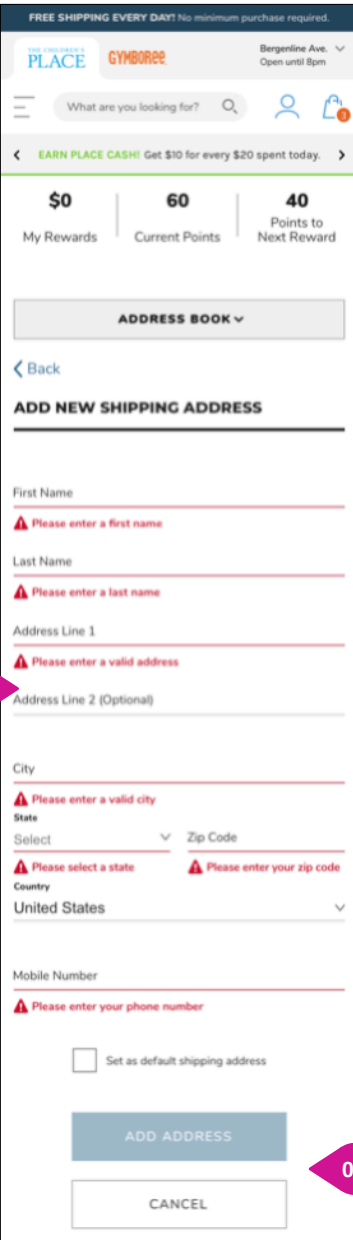 FREE SHIPPING EVERY DAY! No minimum purchase required.
THE CHILDREN'S
PLACE
GYMBOREE
Bergenline Ave.
Open until 8pm
What are you looking for?
1
EARN PLACE CASH! Get $10 for every $20 spent today.
$0 60 40
My Rewards Current Points Points to
Next Reward
ADDRESS BOOK
Back
ADD NEW SHIPPING ADDRESS
First Name
Please enter a first name
Last Name
Please enter a last name
Address Line 1
Please enter a valid address
Address Line 2 (Optional)
City
Please enter a valid city
State
Select Zip Code
Please select a state Please enter your zip code
Country
United States
Mobile Number
Please enter your phone number
Set as default shipping address
ADD ADDRESS
0
CANCEL